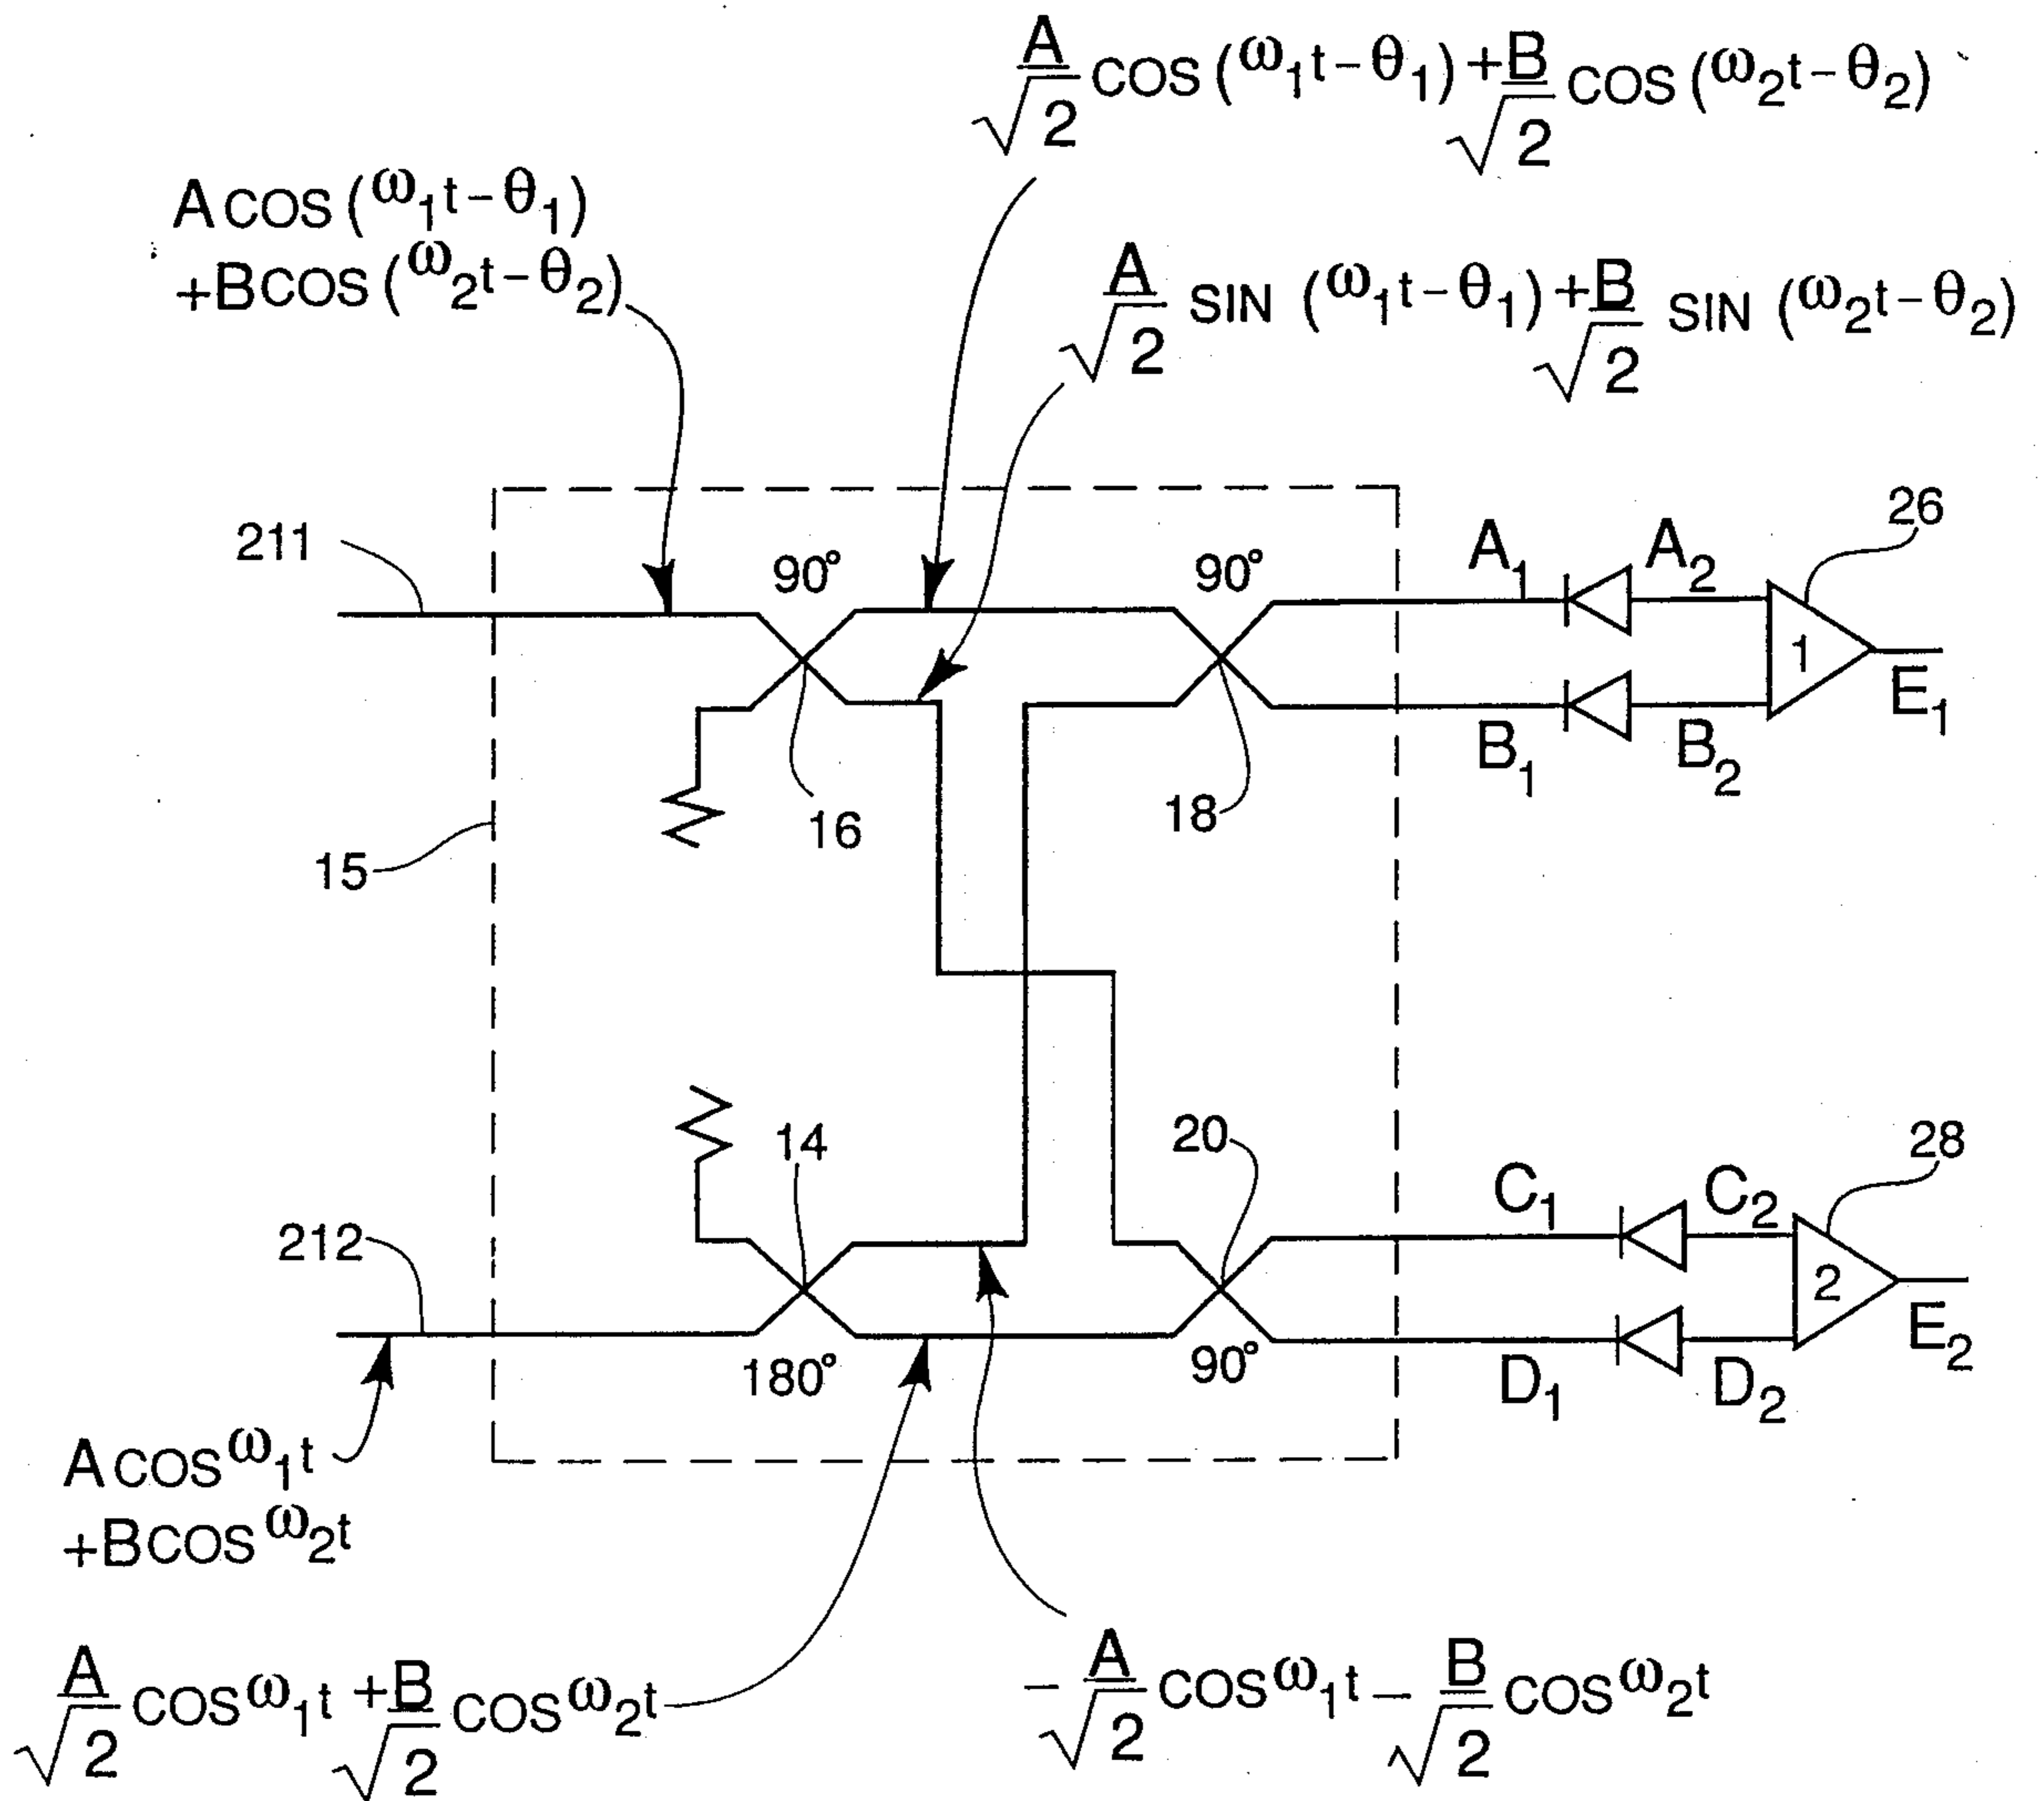 A/√2 COS (ω₁t-θ₁) + B/√2 COS (ω₂t-θ₂)
A COS (ω₁t-θ₁)
+BCOS (ω₂t-θ₂)
A/√2 SIN (ω₁t-θ₁) + B/√2 SIN (ω₂t-θ₂)
211
90°
90°
A₁
A₂
26
1
E₁
B₁
B₂
16
18
15
14
20
28
C₁
C₂
212
2
E₂
180°
90°
D₁
D₂
A COS ω₁t
+BCOS ω₂t
A/√2 COS ω₁t + B/√2 COS ω₂t
- A/√2 COS ω₁t - B/√2 COS ω₂t